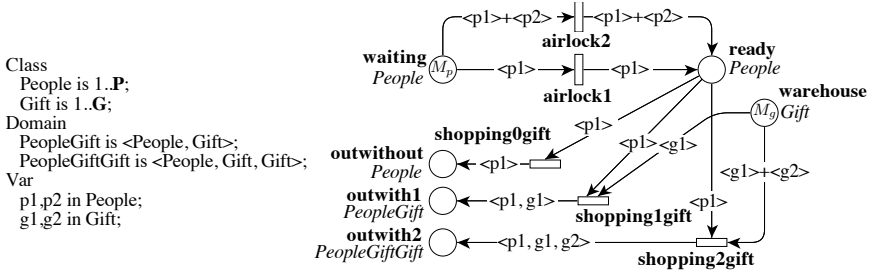 Class
People is 1..P;
Gift is 1..G;
Domain
PeopleGift is <People, Gift>;
PeopleGiftGift is <People, Gift, Gift>;
Var
p1,p2 in People;
g1,g2 in Gift;
<p1>+<p2>
<p1>+<p2>
airlock2
waiting
People
Mp
<p1>
<p1>
airlock1
ready
People
warehouse
Gift
Mg
<p1>
<p1>
<g1>
<g1>+<g2>
<p1>
shopping0gift
outwithout
People
<p1>
outwith1
PeopleGift
<p1, g1>
shopping1gift
outwith2
PeopleGiftGift
<p1, g1, g2>
shopping2gift